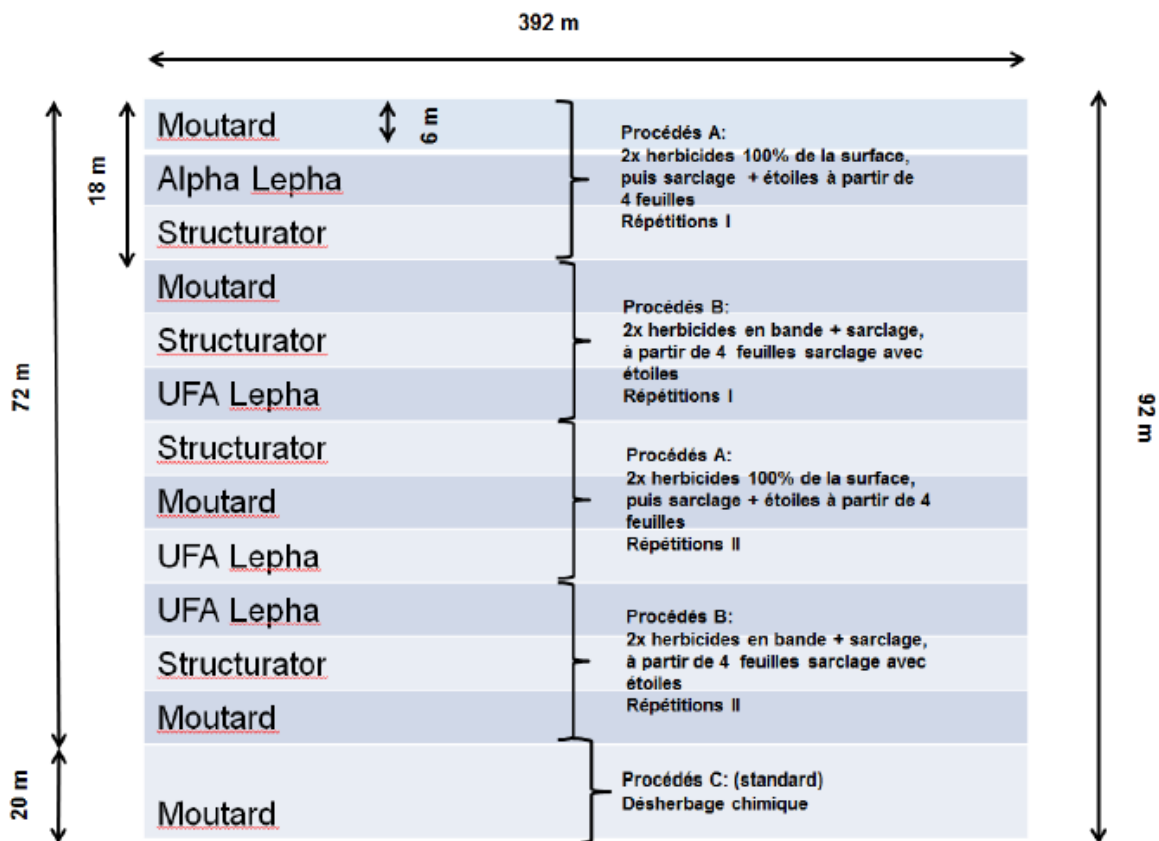 392 m
Moutard
6 m
Alpha Lepha
Structurator
18 m
Procédés A:
2x herbicides 100% de la surface,
puis sarclage + étoiles à partir de
4 feuilles
Répétitions I
Moutard
Structurator
UFA Lepha
Procédés B:
2x herbicides en bande + sarclage,
à partir de 4 feuilles sarclage avec
étoiles
Répétitions I
72 m
92 m
Structurator
Moutard
UFA Lepha
Procédés A:
2x herbicides 100% de la surface,
puis sarclage + étoiles à partir de 4
feuilles
Répétitions II
UFA Lepha
Structurator
Moutard
Procédés B:
2x herbicides en bande + sarclage,
à partir de 4 feuilles sarclage avec
étoiles
Répétitions II
20 m
Moutard
Procédés C: (standard)
Désherbage chimique